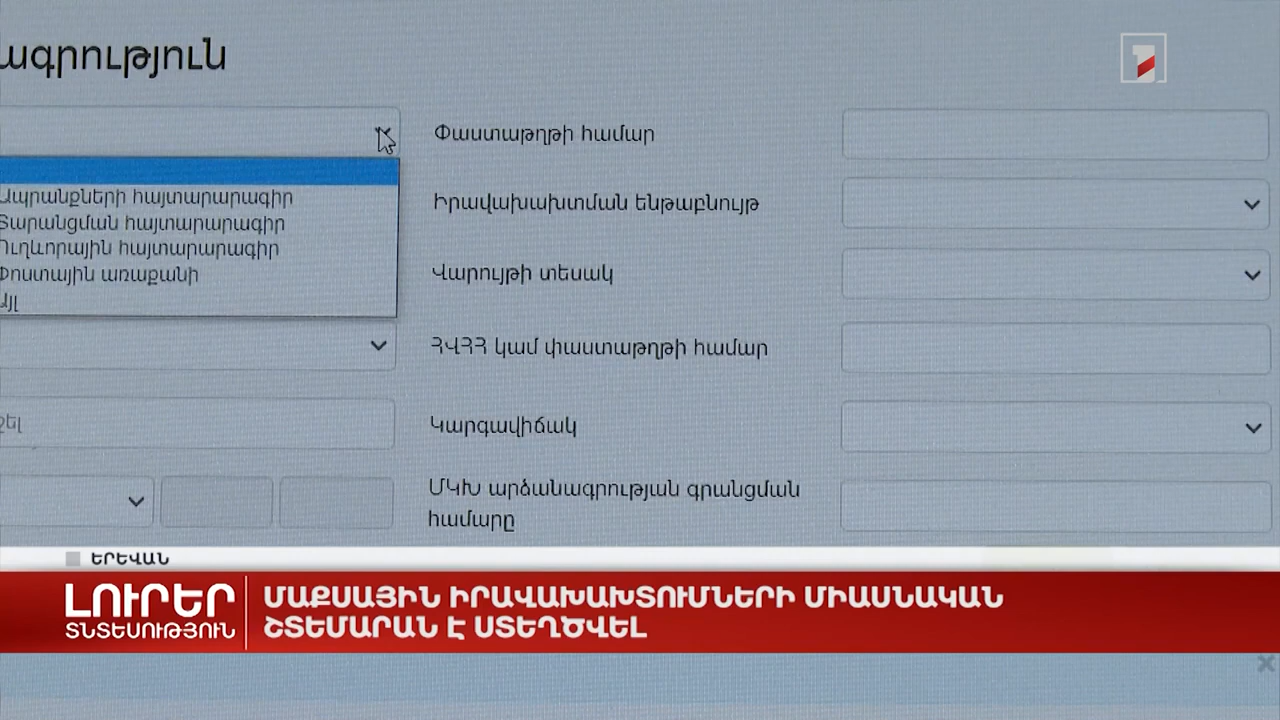 ագրություն
Փաստաթղթի համար
Ապրանքների հայտարարագիր
Տարանցման հայտարարագիր
Ուղևորային հայտարարագիր
Փոստային առաքանի
Այլ
Իրավախախտման ենթաբնույթ
Վարույթի տեսակ
ՀՎՀՀ կամ փաստաթղթի համար
Կարգավիճակ
ՄԿԽ արձանագրության գրանցման
համարը
ԵՐԵՎԱՆ
ԼՈՒՐԵՐ
ՏՆՏԵՍՈՒԹՅՈՒՆ
ՄԱՔՍԱՅԻՆ ԻՐԱՎԱԽԱԽՏՈՒՄՆԵՐԻ ՄԻԱՍՆԱԿԱՆ
ՇՏԵՄԱՐԱՆ Է ՍՏԵՂԾՎԵԼ